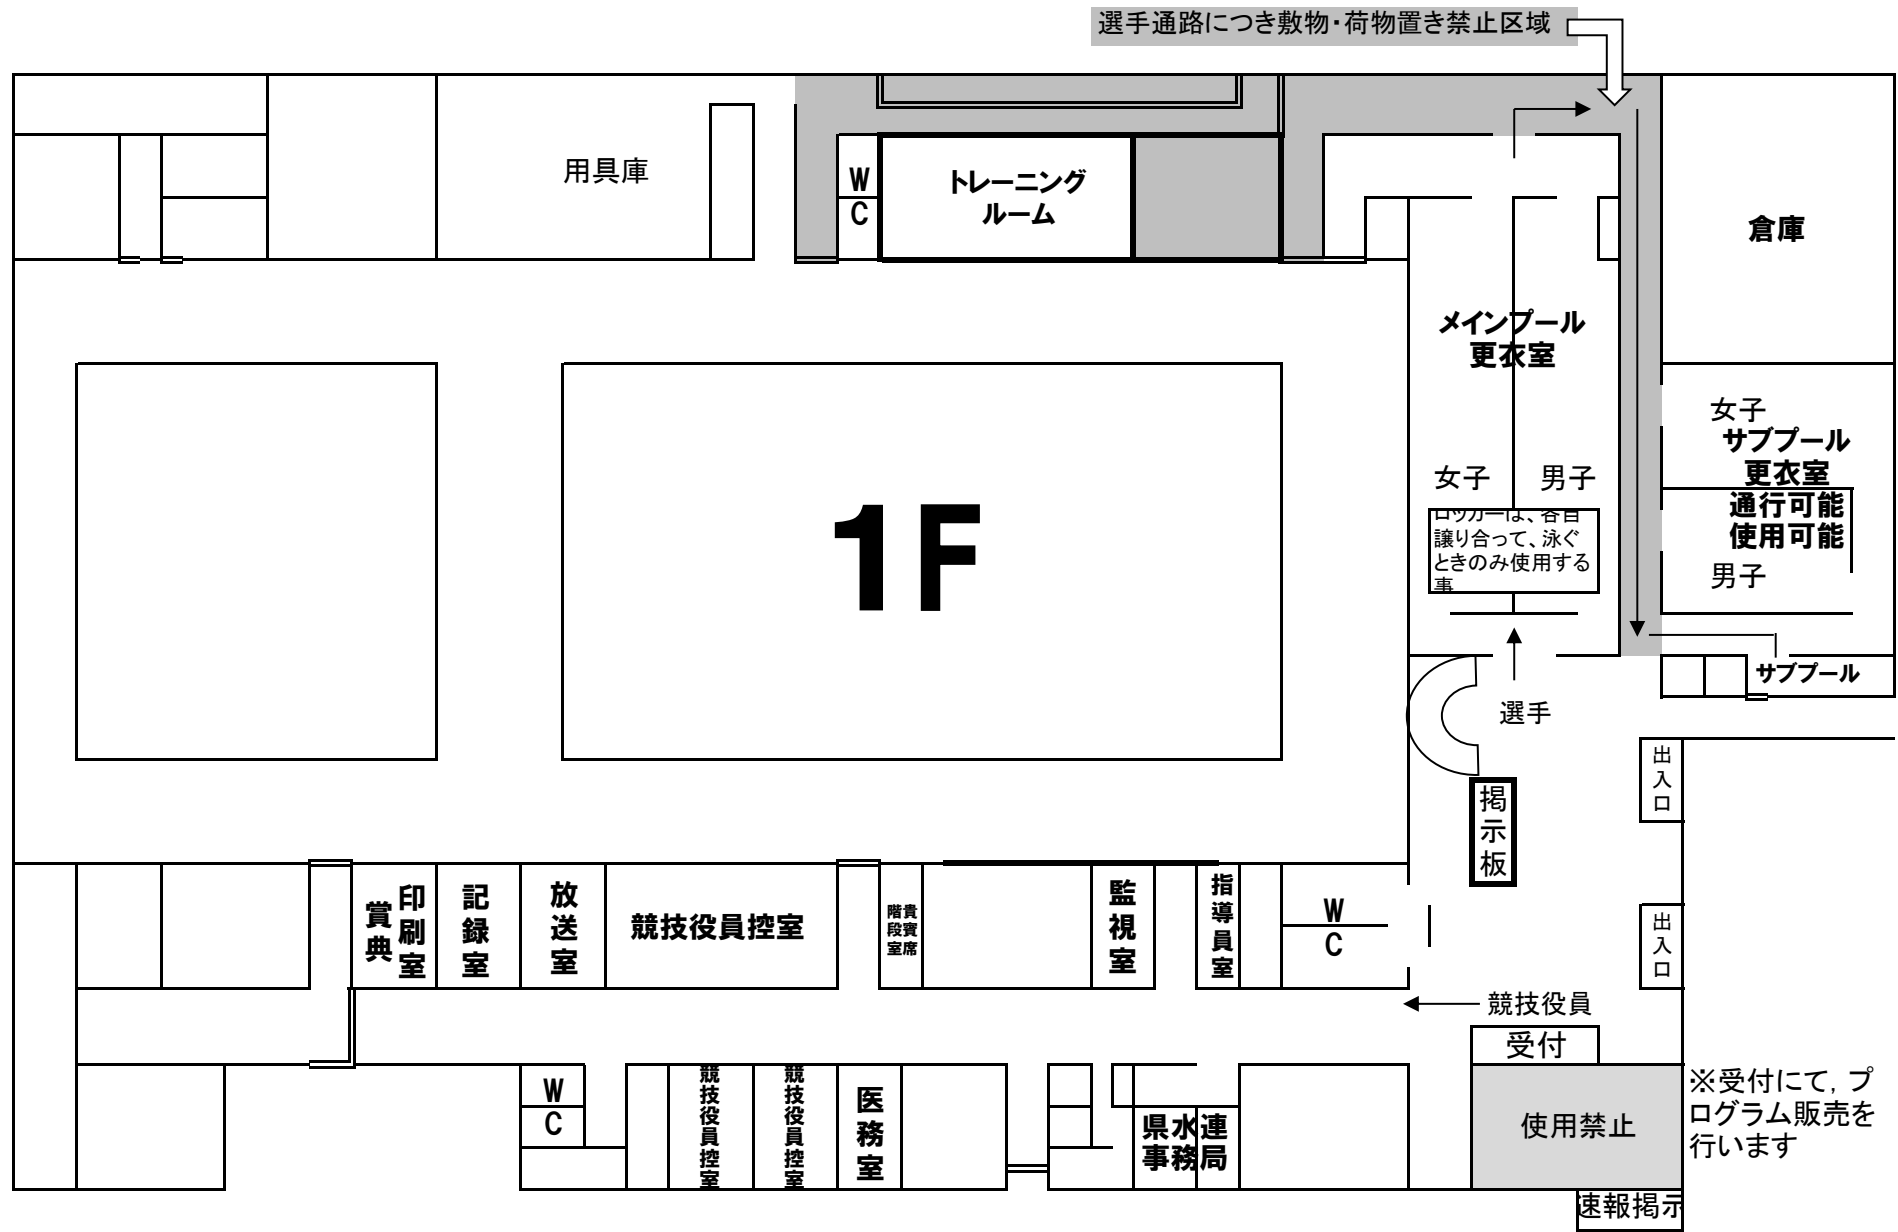 選手通路につき敷物・荷物置き禁止区域
用具庫
W
C
トレーニング
ルーム
倉庫
メインプール
更衣室
女子
男子
ロッカーは、各自
譲り合って、泳ぐ
ときのみ使用する
事
女子
サブプール
更衣室
通行可能
使用可能
男子
サブプール
1F
選手
掲示板
出入口
出入口
賞典
印刷室
記録室
放送室
競技役員控室
貴賓席
階段室
監視室
指導員室
W
C
競技役員
受付
使用禁止
※受付にて，プ
ログラム販売を
行います
W
C
競技役員控室
競技役員控室
医務室
県水連
事務局
速報掲示